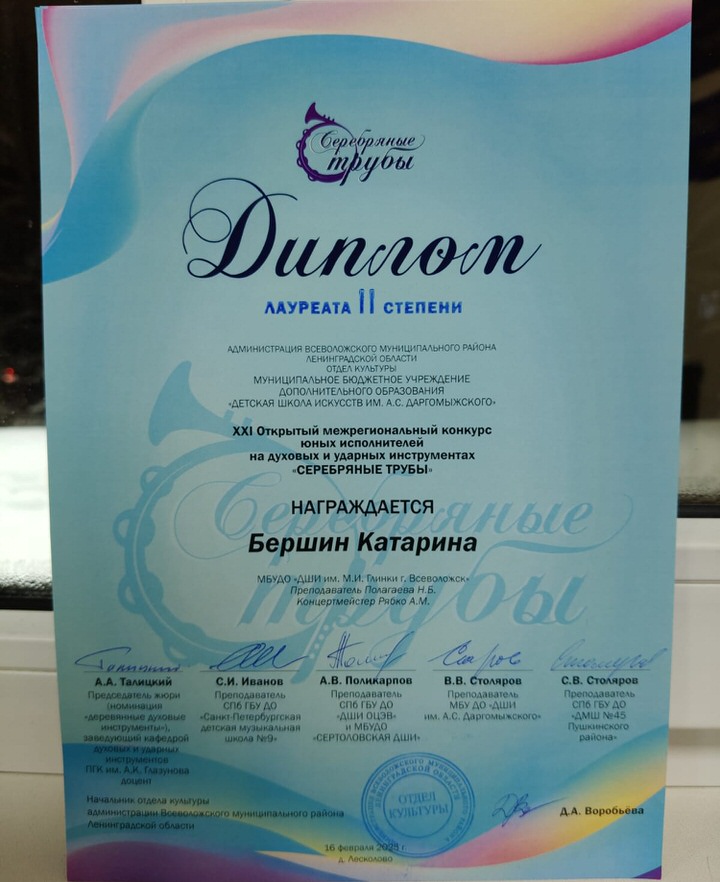 Серебряные
трубы
Диплом
ЛАУРЕАТА II СТЕПЕНИ
АДМИНИСТРАЦИЯ ВСЕВОЛОЖСКОГО МУНИЦИПАЛЬНОГО РАЙОНА
ЛЕНИНГРАДСКОЙ ОБЛАСТИ
ОТДЕЛ КУЛЬТУРЫ
МУНИЦИПАЛЬНОЕ БЮДЖЕТНОЕ УЧРЕЖДЕНИЕ
ДОПОЛНИТЕЛЬНОГО ОБРАЗОВАНИЯ
«ДЕТСКАЯ ШКОЛА ИСКУССТВ ИМ. А.С. ДАРГОМЫЖСКОГО»
XXI Открытый межрегиональный конкурс
юных исполнителей
на духовых и ударных инструментах
«СЕРЕБРЯНЫЕ ТРУБЫ»
НАГРАЖДАЕТСЯ
Серебряные
Бершин Катарина
трубы
МБУДО «ДШИ им. М.И. Глинки г. Всеволожск»
Преподаватель Полагаева Н.Б.
Концертмейстер Рябко А.М.
А.А. Талицкий
Председатель жюри
(номинация
«деревянные духовые
инструменты»),
заведующий кафедрой
духовых и ударных
инструментов
ПГК им. А.К. Глазунова
доцент
С.И. Иванов
Преподаватель
СПб ГБУ ДО
«Санкт-Петербургская
детская музыкальная
школа №9»
А.В. Поликарпов
Преподаватель
СПб ГБУ ДО
«ДШИ ОЦЭВ»
и МБУДО
«СЕРТОЛОВСКАЯ ДШИ»
В.В. Столяров
Преподаватель
МБУ ДО «ДШИ
им. А.С. Даргомыжского»
С.В. Столяров
Преподаватель
СПб ГБУ ДО
«ДМШ №45
Пушкинского
района»
Начальник отдела культуры
администрации Всеволожского муниципального района
Ленинградской области
ОТДЕЛ
КУЛЬТУРЫ
Д.А. Воробьёва
16 февраля г.
д. Лесколово